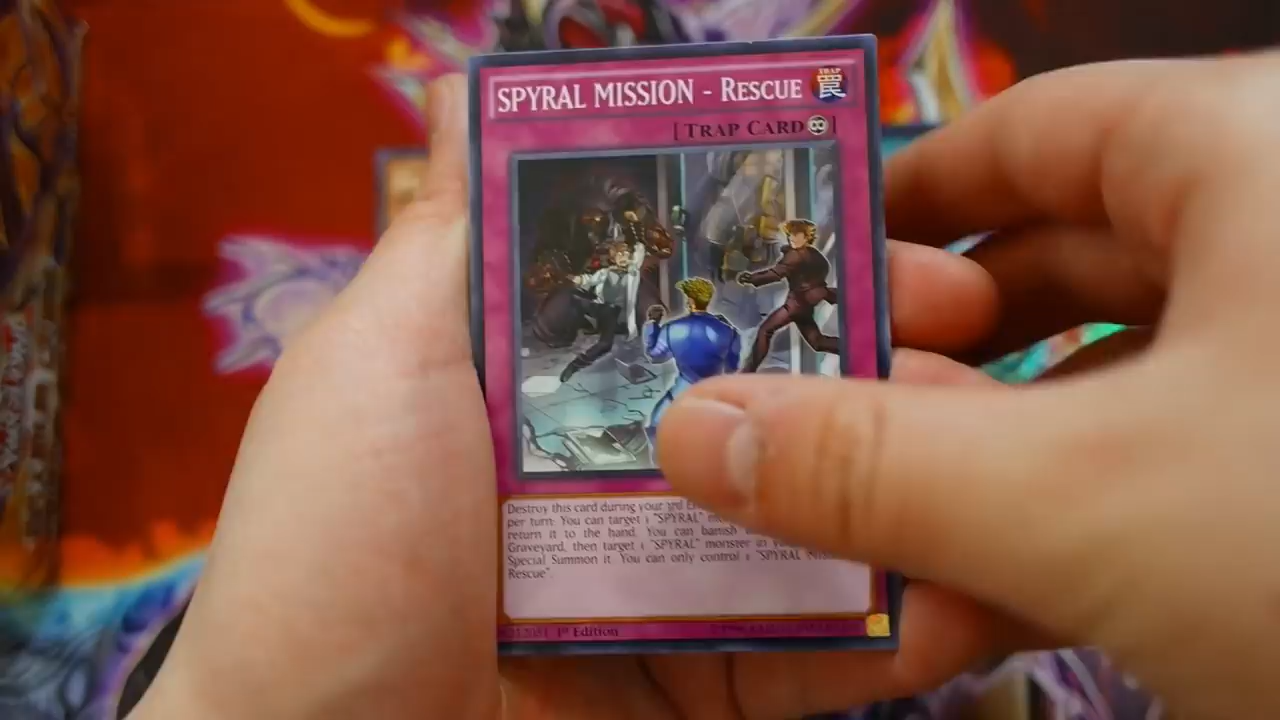 SPYRAL MISSION - RESCUE
TRAP
罠
[TRAP CARD ]
Destroy this card during your 3rd E
per turn: You can target 1 "SPYRAL"
return it to the hand. You can banish
Graveyard, then target 1 "SPYRAL" monster in
Special Summon it. You can only control 1 "SPYRAL
Rescue".
1st Edition